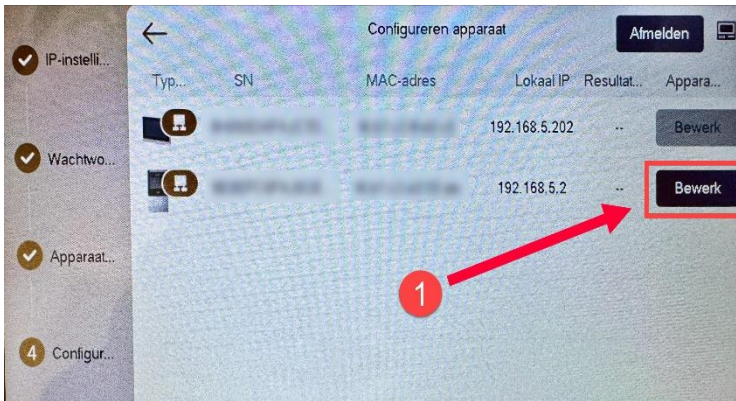 Configureren apparaat
Afmelden
IP-instelli...
Typ... SN MAC-adres Lokaal IP Resultat... Appara...
192.168.5.202 -- Bewerk
Wachtwo...
192.168.5.2 -- Bewerk
Apparaat...
1
4 Configur...